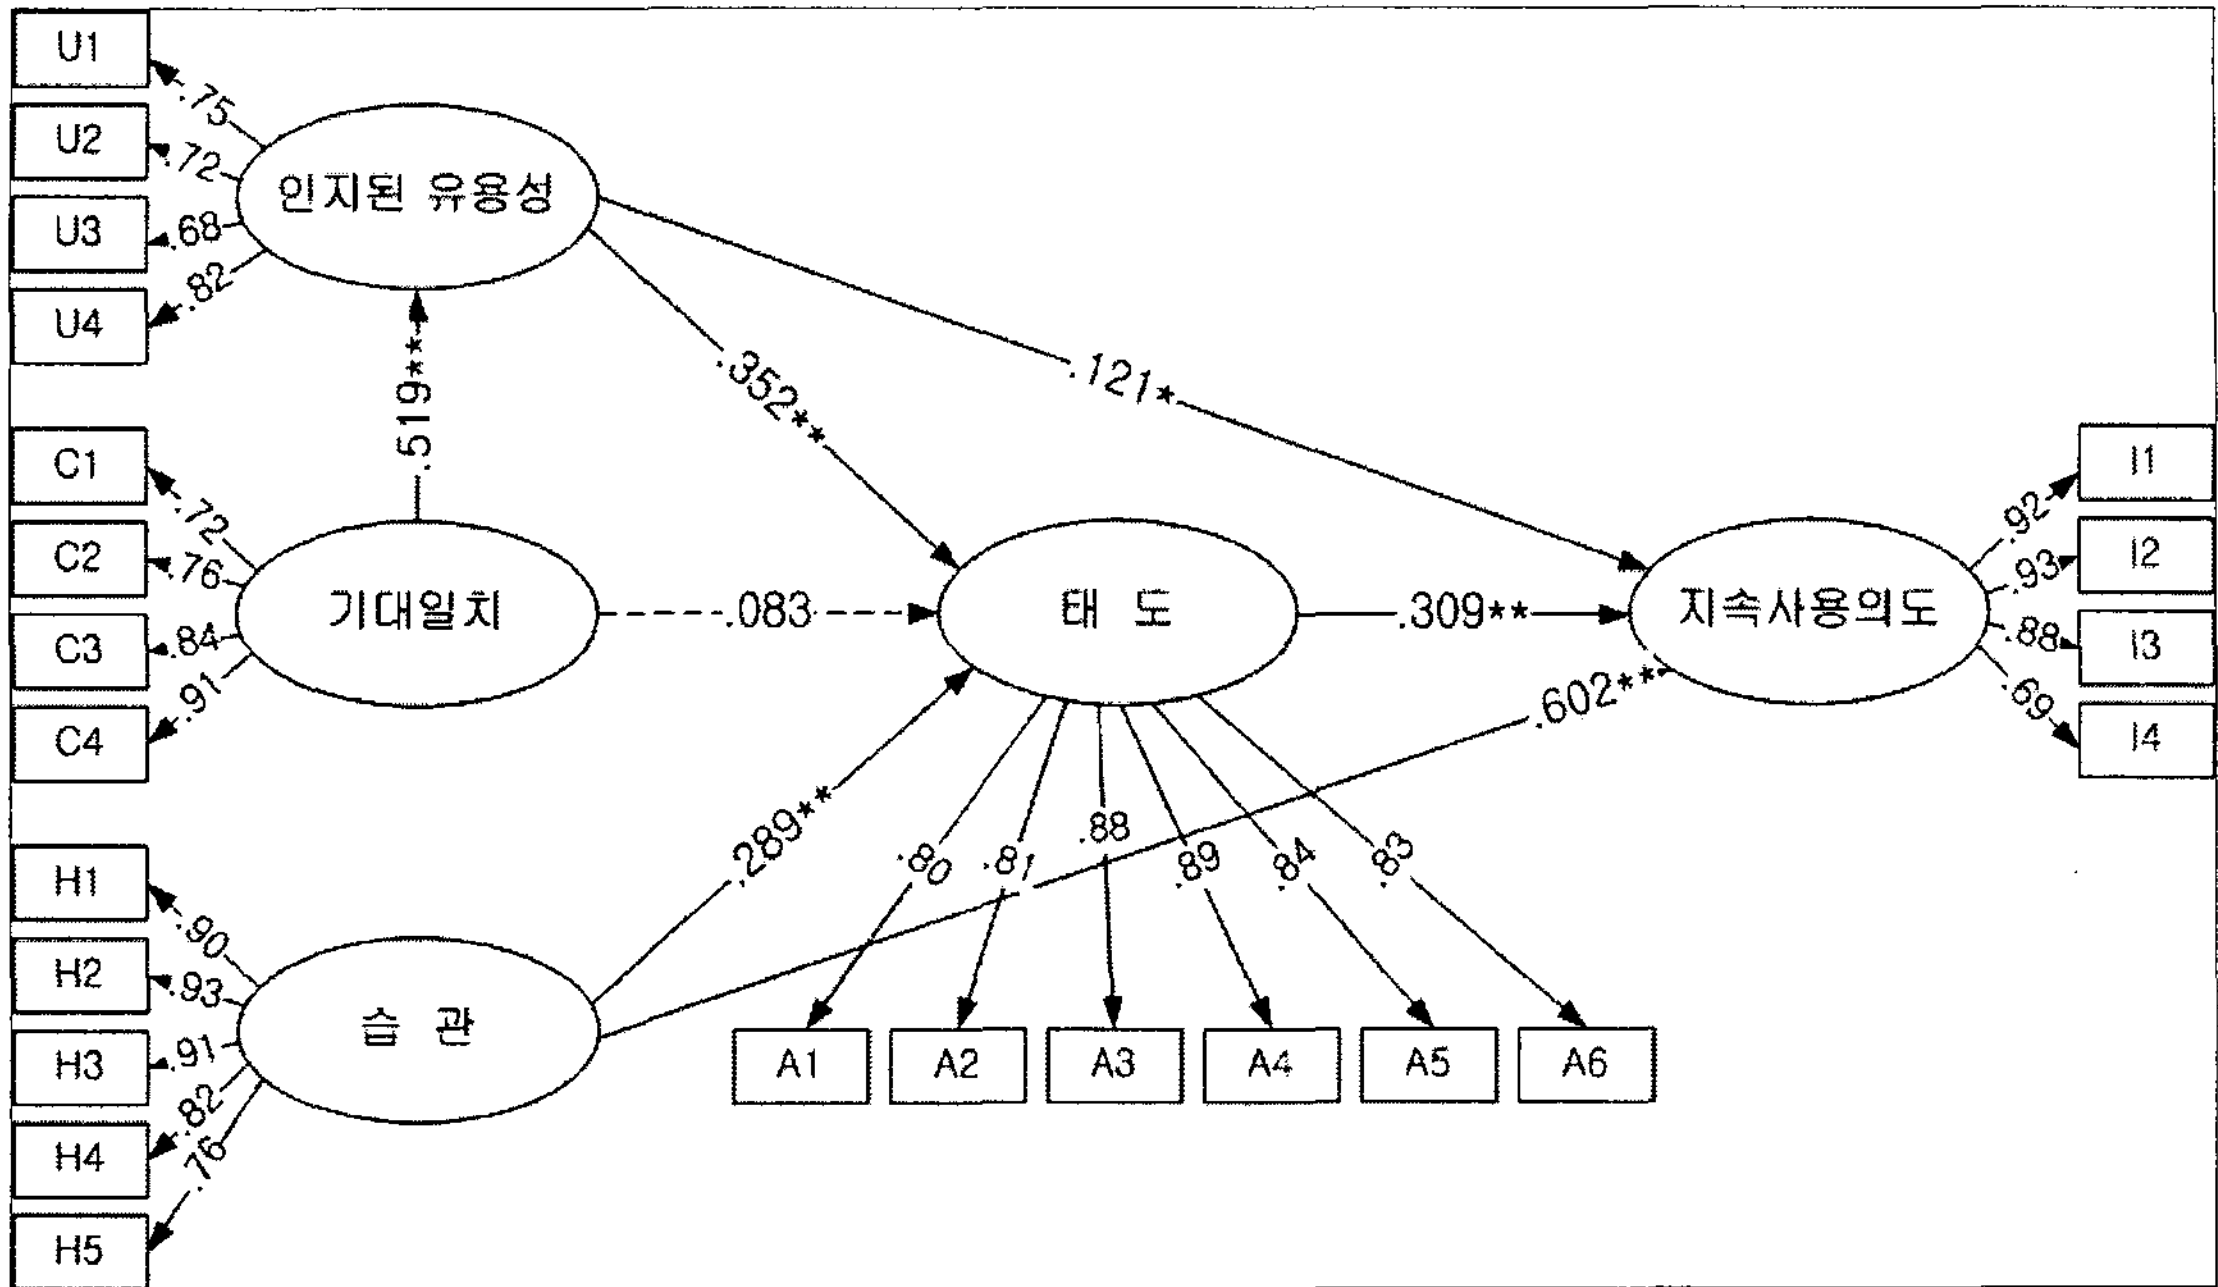 U1
.75
U2
.72
U3
.68
U4
.82
인지된 유용성
.519**
.352**
.121*
C1
.72
C2
.76
C3
.84
C4
.91
기대일치
.083
태 도
.309**
지속사용의도
I1
.92
I2
.93
I3
.88
I4
.69
.602**
.289**
H1
.90
H2
.93
H3
.91
H4
.82
H5
.76
습 관
.80
.81
.88
.89
.84
.83
A1
A2
A3
A4
A5
A6